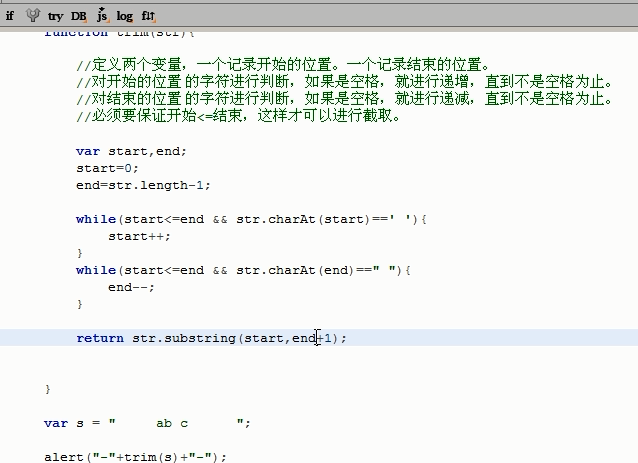 if try DB js log f
function trim(str){
//定义两个变量，一个记录开始的位置。一个记录结束的位置。
//对开始的位置 的字符进行判断，如果是空格，就进行递增，直到不是空格为止。
//对结束的位置 的字符进行判断，如果是空格，就进行递减，直到不是空格为止。
//必须要保证开始<=结束，这样才可以进行截取。
var start,end;
start=0;
end=str.length-1;
while(start<=end && str.charAt(start)==' '){
start++;
}
while(start<=end && str.charAt(end)==" "){
end--;
}
return str.substring(start,end+1);
}
var s = "     ab c      ";
alert("-"+trim(s)+"-");